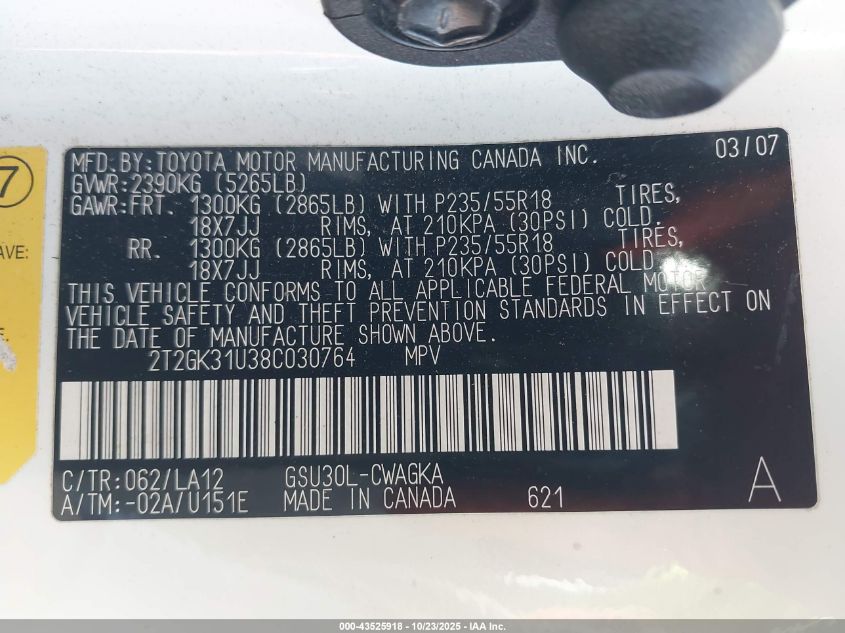 MFD. BY: TOYOTA MOTOR MANUFACTURING CANADA INC. 03/07
GVWR: 2390KG (5265LB)
GAWR: FRT. 1300KG (2865LB) WITH P235/55R18 TIRES,
18X7JJ RIMS, AT 210KPA (30PSI) COLD.
RR. 1300KG (2865LB) WITH P235/55R18 TIRES,
18X7JJ RIMS, AT 210KPA (30PSI) COLD.
THIS VEHICLE CONFORMS TO ALL APPLICABLE FEDERAL MOTOR
VEHICLE SAFETY AND THEFT PREVENTION STANDARDS IN EFFECT ON
THE DATE OF MANUFACTURE SHOWN ABOVE.
2T2GK31U38C030764 MPV
C/TR: 062/LA12 GSU30L-CWAGKA A
A/TM: -02A/U151E MADE IN CANADA 621
7
AVE:
000-43525918 - 10/23/2025 - IAA Inc.